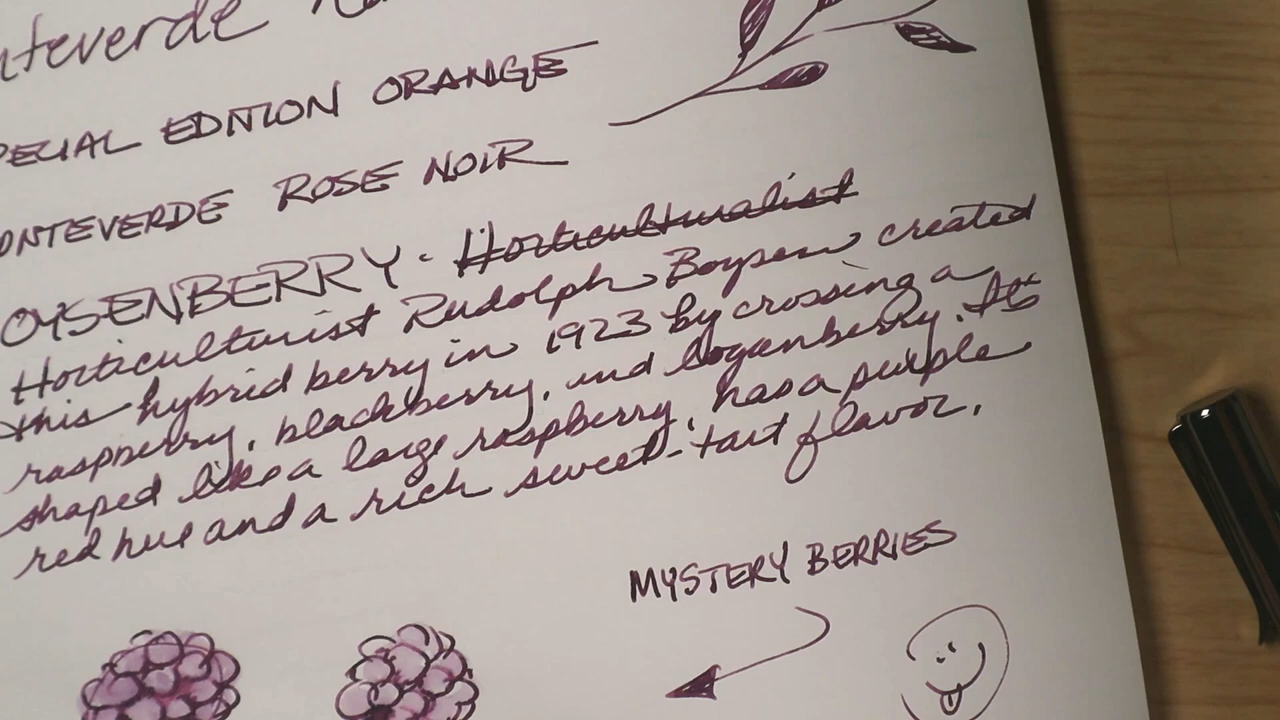 nteverde
PECIAL EDITION ORANGE
ONTEVERDE ROSE NOIR
OYSENBERRY - Horticulturalist
Horticulturist Rudolph Boysen created
this hybrid berry in 1923 by crossing a
raspberry, blackberry, and loganberry. Its
shaped like a large raspberry, has a purple
red hue and a rich sweet-tart flavor.
MYSTERY BERRIES